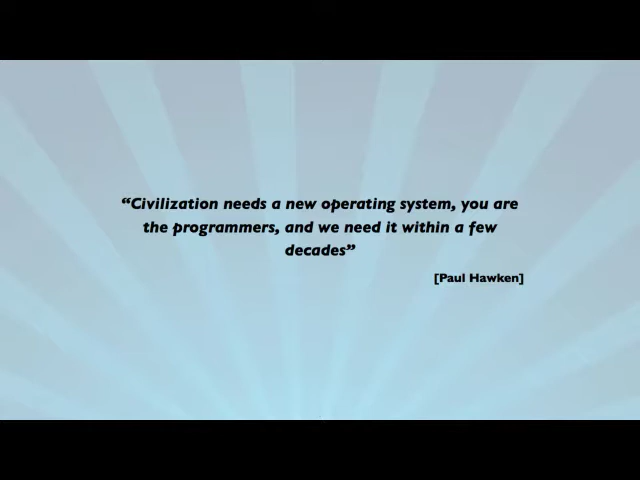 “Civilization needs a new operating system, you are
the programmers, and we need it within a few
decades”
[Paul Hawken]